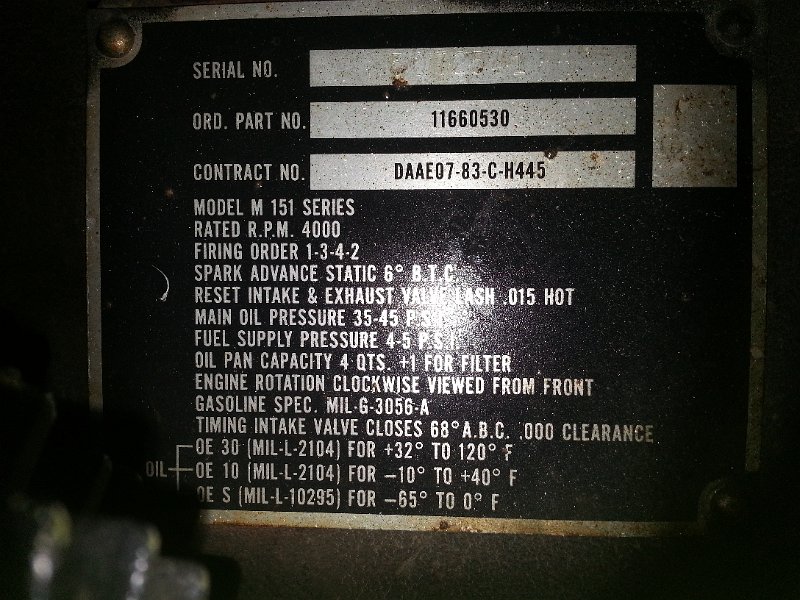 SERIAL NO.
ORD. PART NO. 11660530
CONTRACT NO. DAAE07-83-C-H445
MODEL M 151 SERIES
RATED R.P.M. 4000
FIRING ORDER 1-3-4-2
SPARK ADVANCE STATIC 6° B.T.C.
RESET INTAKE & EXHAUST VALVE LASH .015 HOT
MAIN OIL PRESSURE 35-45 P.S.I.
FUEL SUPPLY PRESSURE 4-5 P.S.I.
OIL PAN CAPACITY 4 QTS. +1 FOR FILTER
ENGINE ROTATION CLOCKWISE VIEWED FROM FRONT
GASOLINE SPEC. MIL-G-3056-A
TIMING INTAKE VALVE CLOSES 68° A.B.C. .000 CLEARANCE
OE 30 (MIL-L-2104) FOR +32° TO 120° F
OIL OE 10 (MIL-L-2104) FOR -10° TO +40° F
OE S (MIL-L-10295) FOR -65° TO 0° F